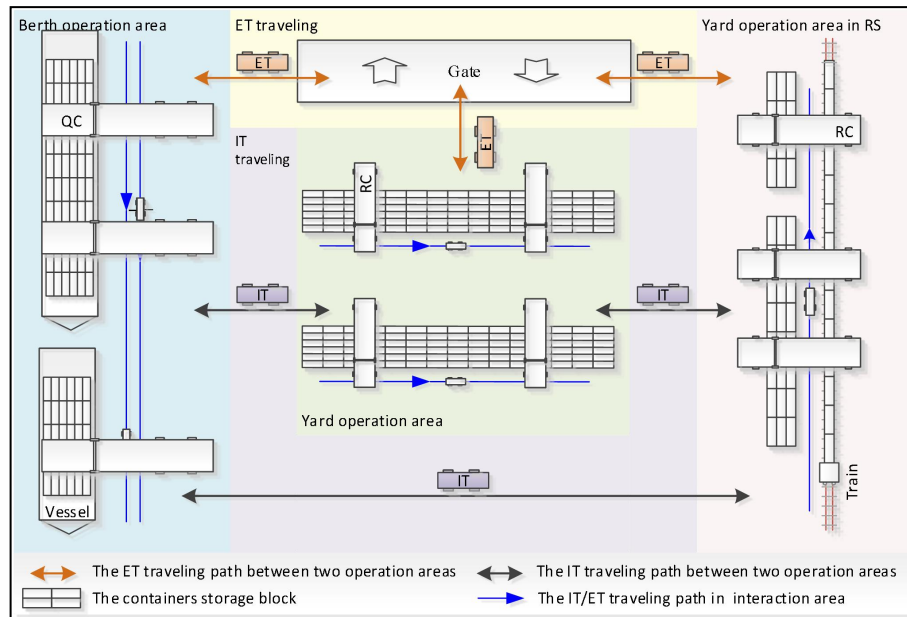 Berth operation area
ET traveling
Yard operation area in RS
ET
ET
Gate
QC
RC
IT
traveling
ET
RC
IT
IT
Yard operation area
IT
Vessel
Train
The ET traveling path between two operation areas
The IT traveling path between two operation areas
The containers storage block
The IT/ET traveling path in interaction area